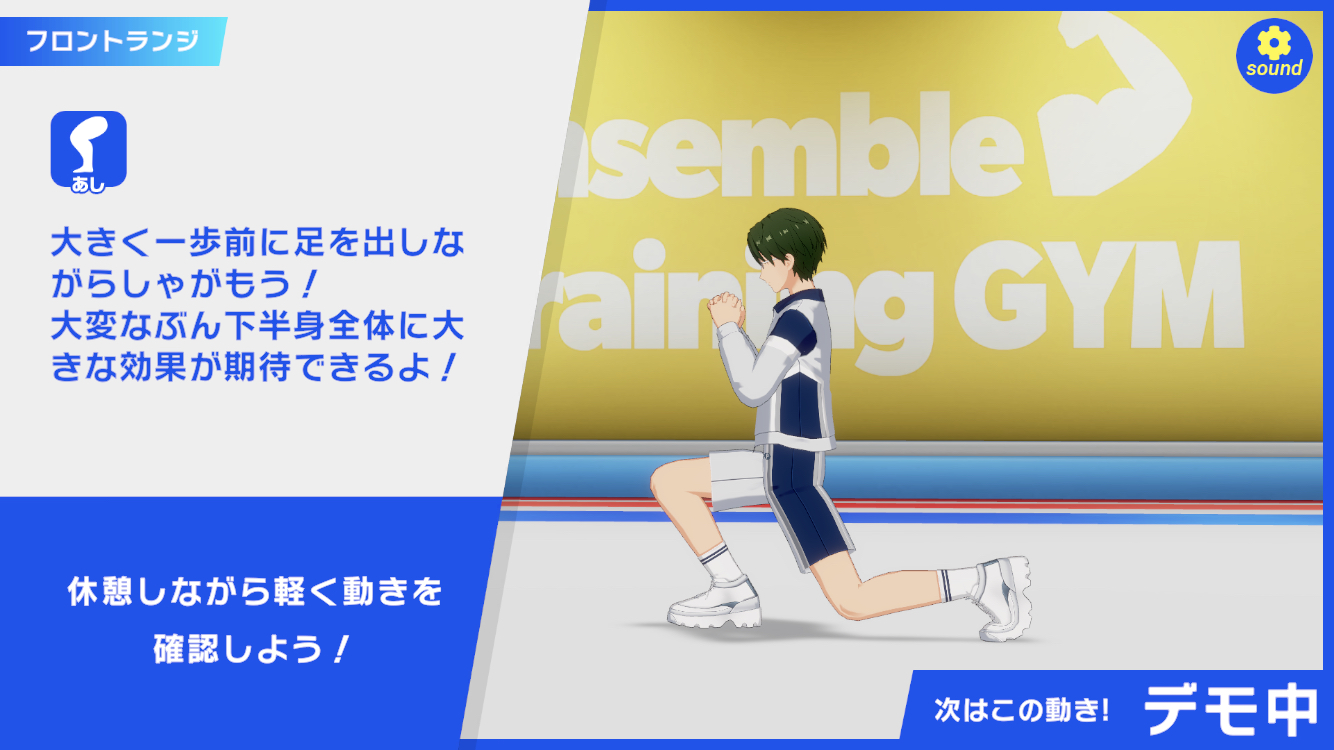 フロントランジ
あし
大きく一歩前に足を出しな
がらしゃがもう！
大変なぶん下半身全体に大
きな効果が期待できるよ！
休憩しながら軽く動きを
確認しよう！
sound
nsemble
raining GYM
次はこの動き!
デモ中